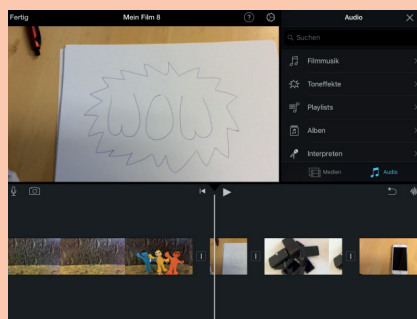 Fertig
Mein Film 8
?
Audio
Suchen
WOW
Filmmusik
Toneffekte
Playlists
Alben
Interpreten
Medien
Audio